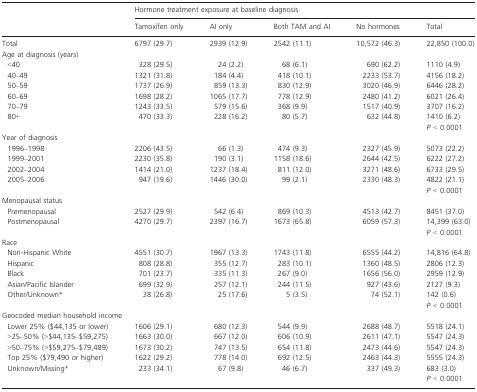 Hormone treatment exposure at baseline diagnosis
Tamoxifen only AI only Both TAM and AI No hormones Total
Total 6797 (29.7) 2939 (12.9) 2542 (11.1) 10,572 (46.3) 22,850 (100.0)
Age at diagnosis (years)
<40 328 (29.5) 24 (2.2) 68 (6.1) 690 (62.2) 1110 (4.9)
40–49 1321 (31.8) 184 (4.4) 418 (10.1) 2233 (53.7) 4156 (18.2)
50–59 1737 (26.9) 859 (13.3) 830 (12.9) 3020 (46.9) 6446 (28.2)
60–69 1698 (28.2) 1065 (17.7) 778 (12.9) 2480 (41.2) 6021 (26.4)
70–79 1243 (33.5) 579 (15.6) 368 (9.9) 1517 (40.9) 3707 (16.2)
80+ 470 (33.3) 228 (16.2) 80 (5.7) 632 (44.8) 1410 (6.2)
P < 0.0001
Year of diagnosis
1996–1998 2206 (43.5) 66 (1.3) 474 (9.3) 2327 (45.9) 5073 (22.2)
1999–2001 2230 (35.8) 190 (3.1) 1158 (18.6) 2644 (42.5) 6222 (27.2)
2002–2004 1414 (21.0) 1237 (18.4) 811 (12.0) 3271 (48.6) 6733 (29.5)
2005–2006 947 (19.6) 1446 (30.0) 99 (2.1) 2330 (48.3) 4822 (21.1)
P < 0.0001
Menopausal status
Premenopausal 2527 (29.9) 542 (6.4) 869 (10.3) 4513 (42.7) 8451 (37.0)
Postmenopausal 4270 (29.7) 2397 (16.7) 1673 (65.8) 6059 (57.3) 14,399 (63.0)
P < 0.0001
Race
Non-Hispanic White 4551 (30.7) 1967 (13.3) 1743 (11.8) 6555 (44.2) 14,816 (64.8)
Hispanic 808 (28.8) 355 (12.7) 283 (10.1) 1360 (48.5) 2806 (12.3)
Black 701 (23.7) 335 (11.3) 267 (9.0) 1656 (56.0) 2959 (12.9)
Asian/Pacific Islander 699 (32.9) 257 (12.1) 244 (11.5) 927 (43.6) 2127 (9.3)
Other/Unknown* 38 (26.8) 25 (17.6) 5 (3.5) 74 (52.1) 142 (0.6)
P < 0.0001
Geocoded median household income
Lower 25% ($44,135 or lower) 1606 (29.1) 680 (12.3) 544 (9.9) 2688 (48.7) 5518 (24.1)
>25–50% (>$44,135–$59,275) 1663 (30.0) 667 (12.0) 606 (10.9) 2611 (47.1) 5547 (24.3)
>50–75% (>$59,275–$79,489) 1673 (30.2) 747 (13.5) 654 (11.8) 2473 (44.6) 5547 (24.3)
Top 25% ($79,490 or higher) 1622 (29.2) 778 (14.0) 692 (12.5) 2463 (44.3) 5555 (24.3)
Unknown/Missing* 233 (34.1) 67 (9.8) 46 (6.7) 337 (49.3) 683 (3.0)
P < 0.0001